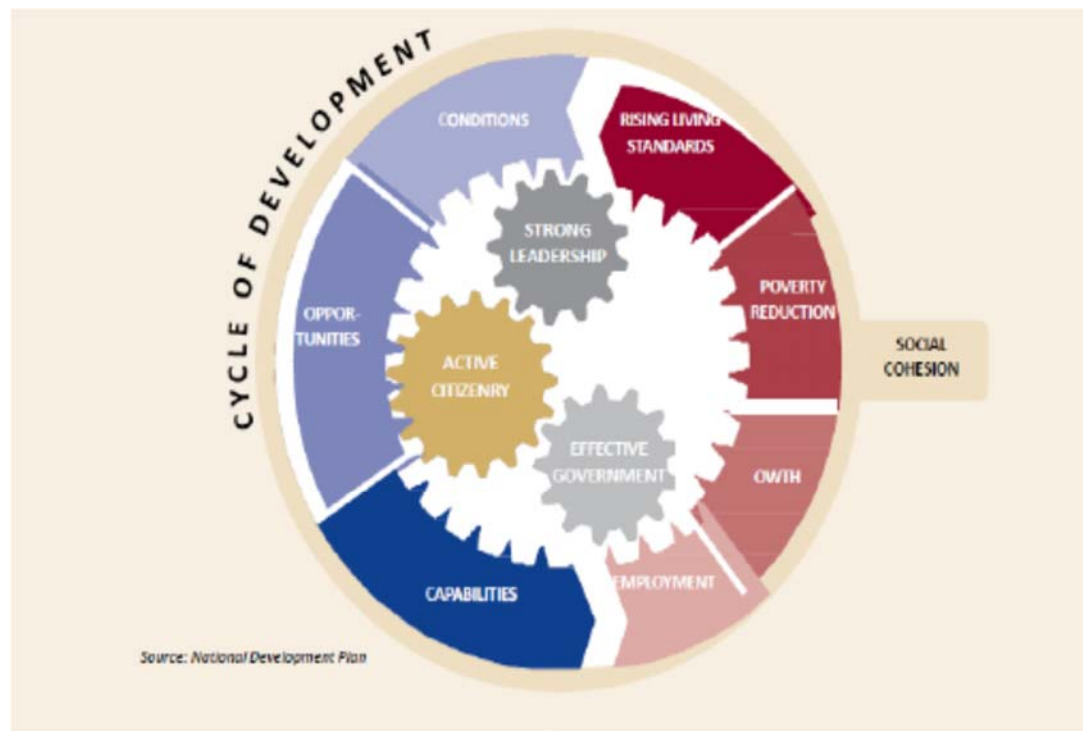 CYCLE OF DEVELOPMENT
CONDITIONS
RISING LIVING
STANDARDS
STRONG
LEADERSHIP
POVERTY
REDUCTION
OPPOR-
TUNITIES
ACTIVE
CITIZENRY
SOCIAL
COHESION
EFFECTIVE
GOVERNMENT
OWTH
CAPABILITIES
EMPLOYMENT
Source: National Development Plan